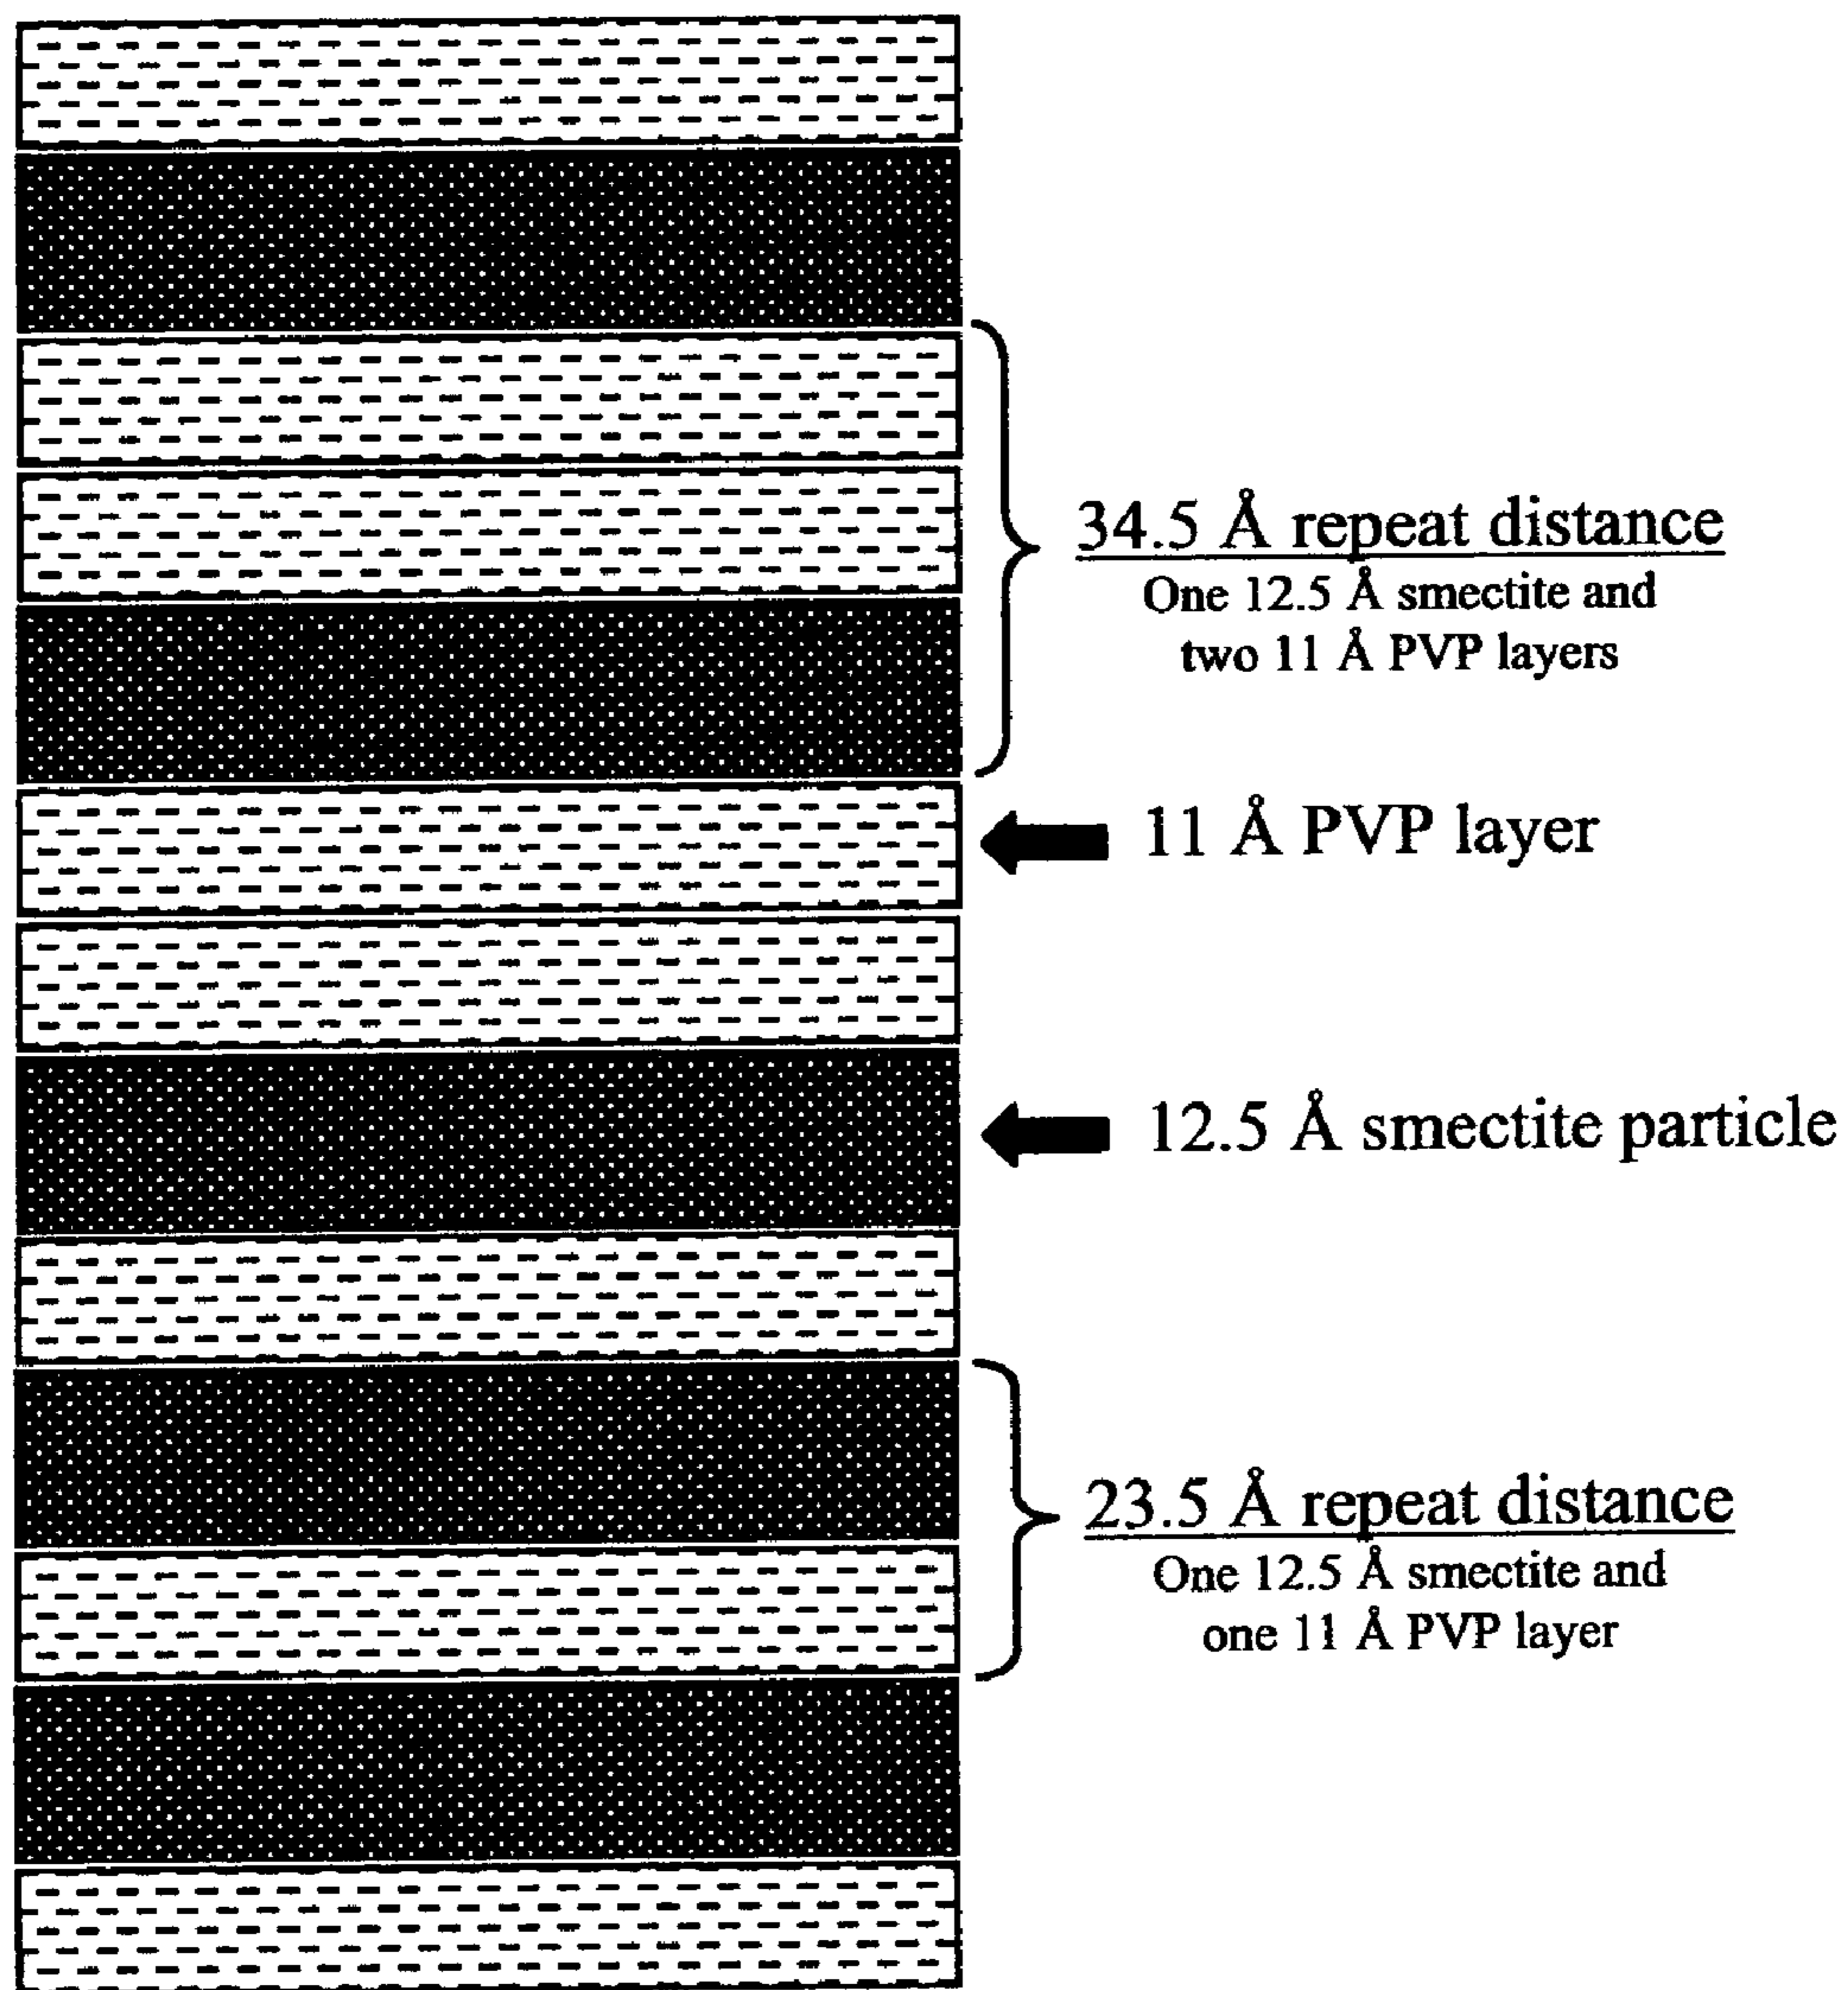 34.5 Å repeat distance
One 12.5 Å smectite and
two 11 Å PVP layers
11 Å PVP layer
12.5 Å smectite particle
23.5 Å repeat distance
One 12.5 Å smectite and
one 11 Å PVP layer